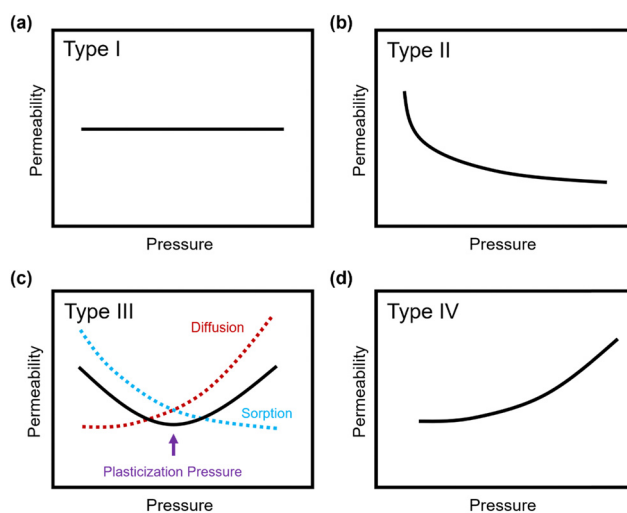 (a)
Type I
Permeability
Pressure
(b)
Type II
Permeability
Pressure
(c)
Type III
Diffusion
Sorption
Plasticization Pressure
Permeability
Pressure
(d)
Type IV
Permeability
Pressure